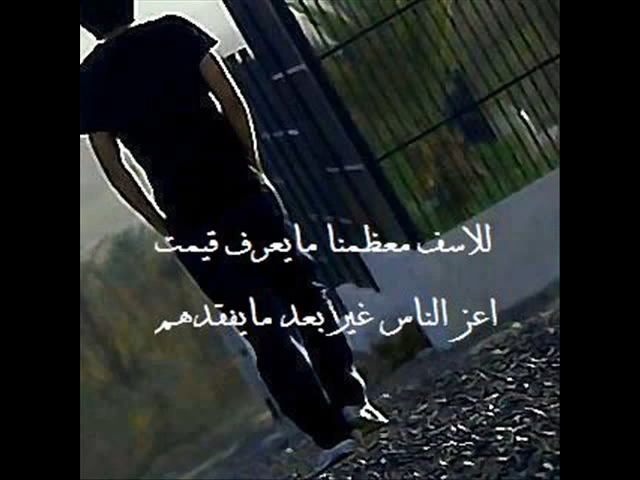 للاسف معظمنا مايعرف قيمت
اعز الناس غير بعد مايفقدهم